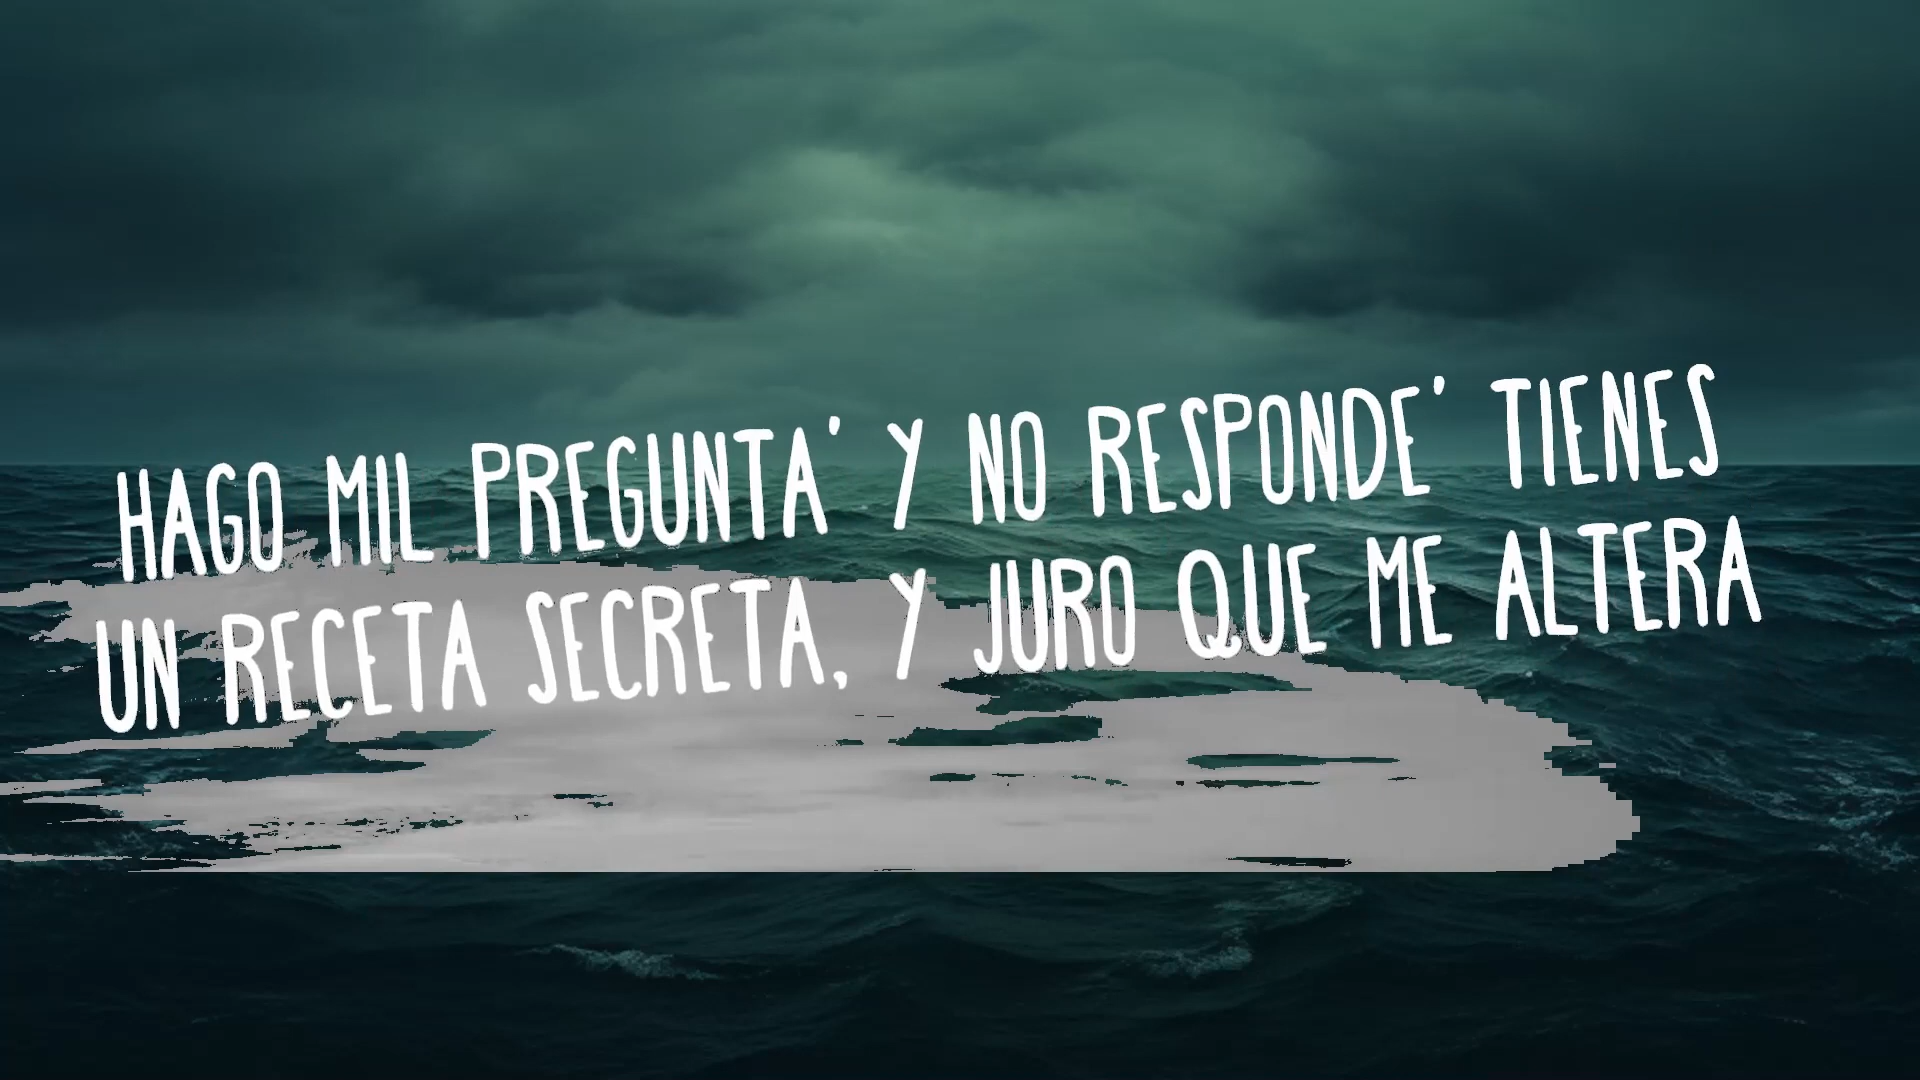 HAGO MIL PREGUNTA' Y NO RESPONDE' TIENES
UN RECETA SECRETA, Y JURO QUE ME ALTERA